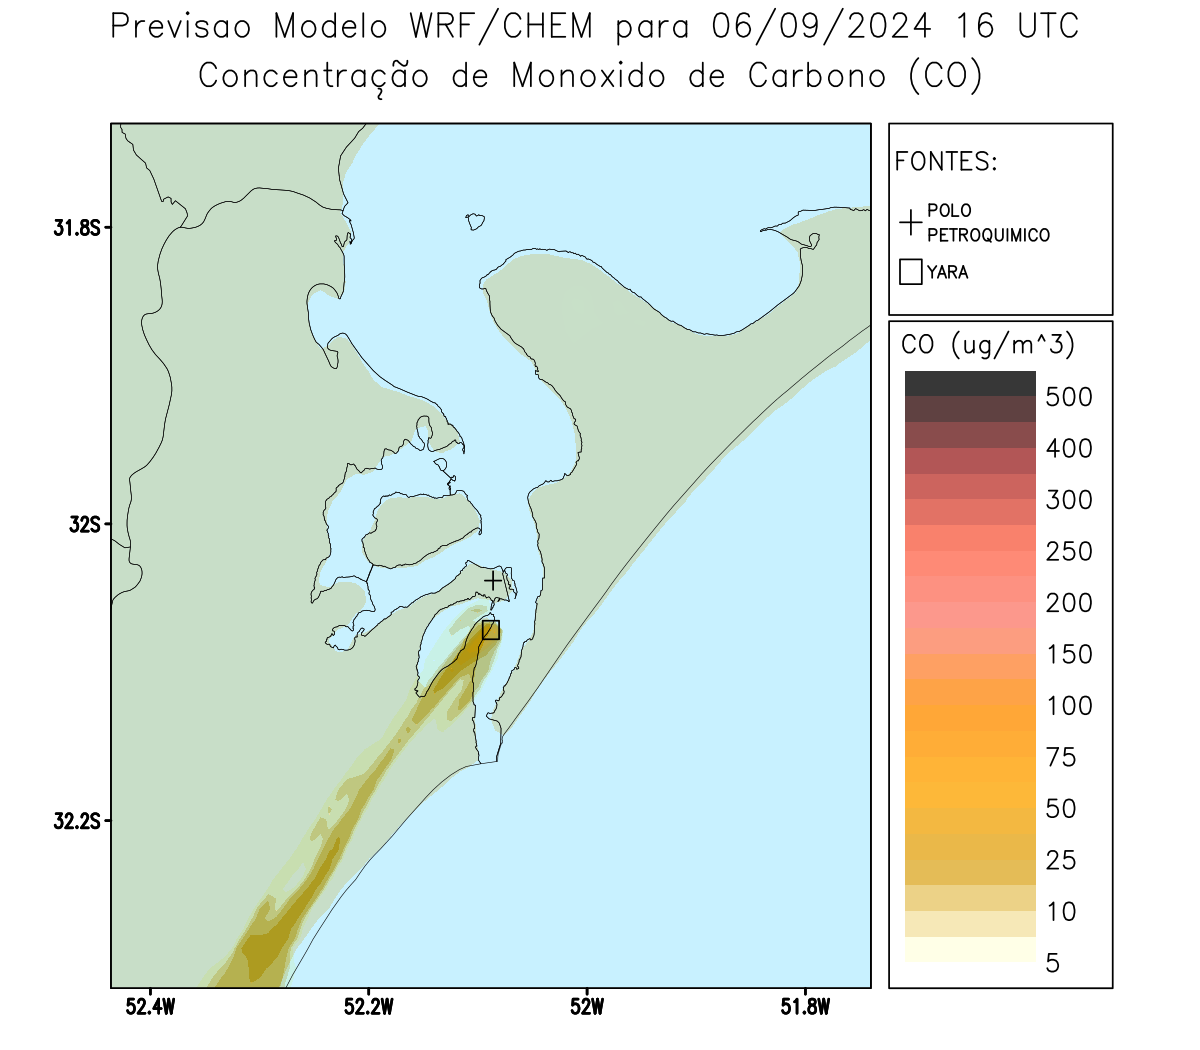 Previsao Modelo WRF/CHEM para 06/09/2024 16 UTC
Concentração de Monoxido de Carbono (CO)
FONTES:
POLO
PETROQUIMICO
YARA
CO (ug/m^3)
500
400
300
250
200
150
100
75
50
25
10
5
31.8S
32S
32.2S
52.4W
52.2W
52W
51.8W